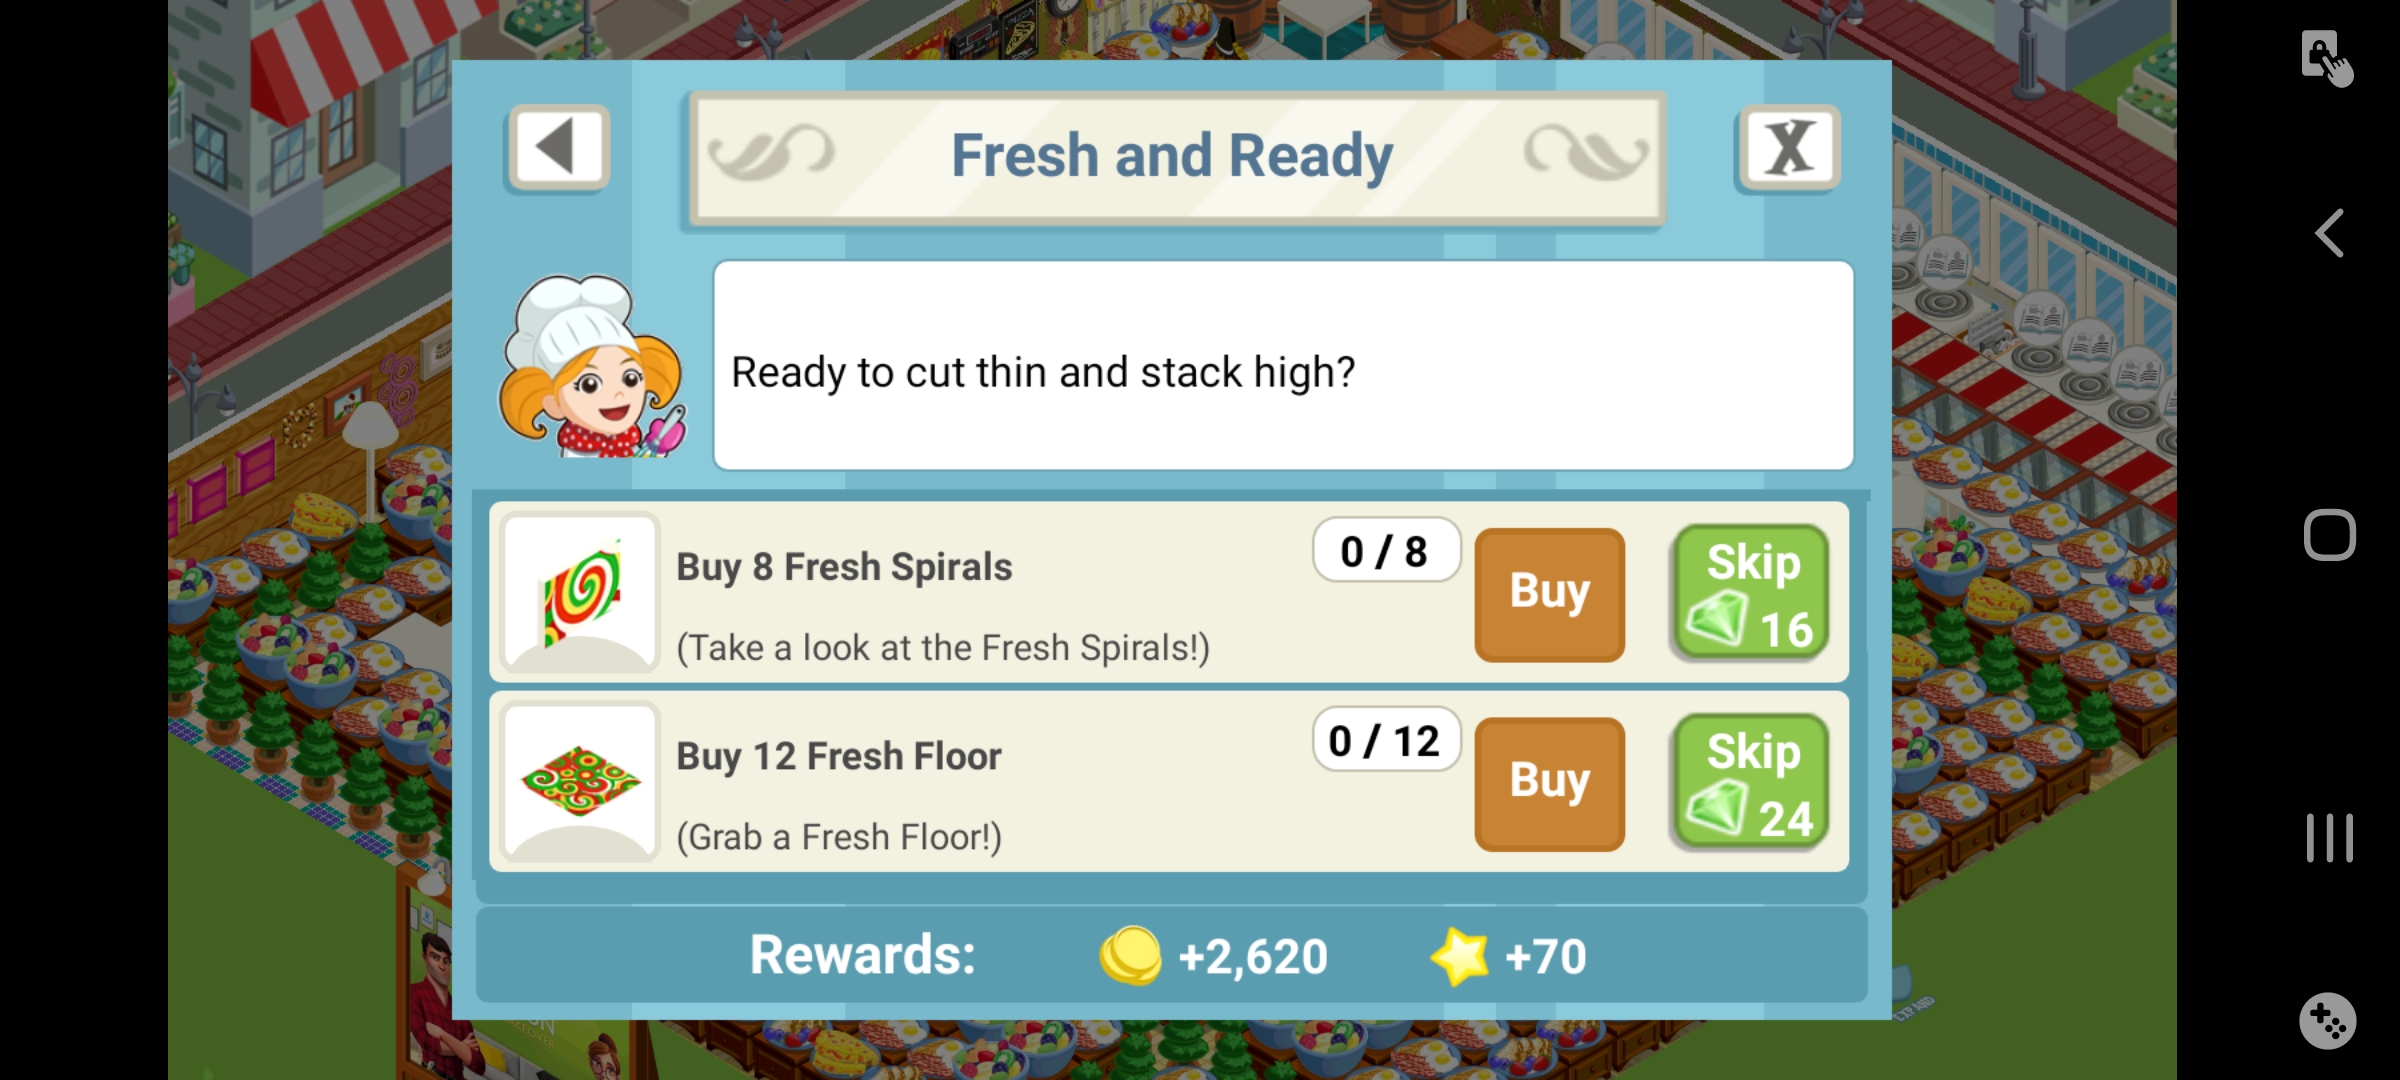 PIZZA
Fresh and Ready
X
Ready to cut thin and stack high?
Buy 8 Fresh Spirals
0 / 8
Buy
Skip
16
(Take a look at the Fresh Spirals!)
Buy 12 Fresh Floor
0 / 12
Buy
Skip
24
(Grab a Fresh Floor!)
Rewards:
+2,620
+70
EXPAND